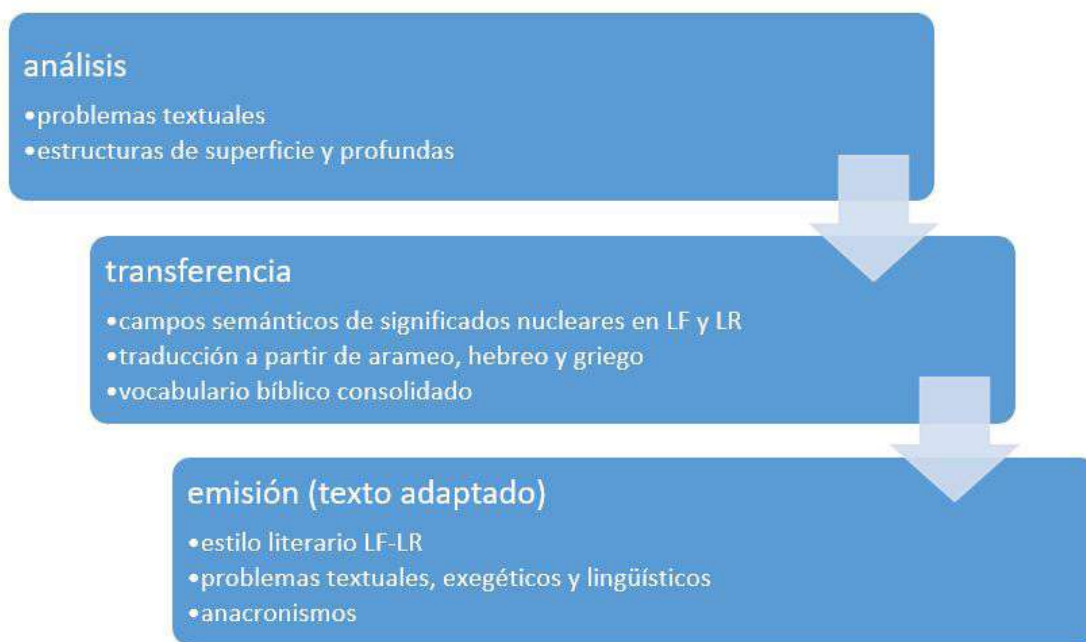 análisis
•problemas textuales
•estructuras de superficie y profundas
transferencia
•campos semánticos de significados nucleares en LF y LR
•traducción a partir de arameo, hebreo y griego
•vocabulario bíblico consolidado
emisión (texto adaptado)
•estilo literario LF-LR
•problemas textuales, exegéticos y lingüísticos
•anacronismos